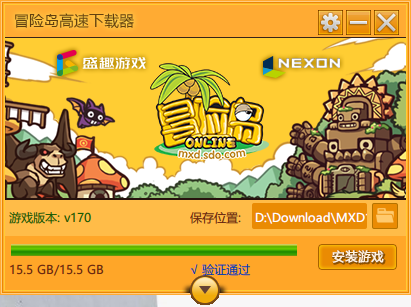 冒险岛高速下载器
盛趣游戏 NEXON
冒险岛
ONLINE
mxd.sdo.com
游戏版本: v170 保存位置: D:\Download\MXD
15.5 GB/15.5 GB √ 验证通过 安装游戏